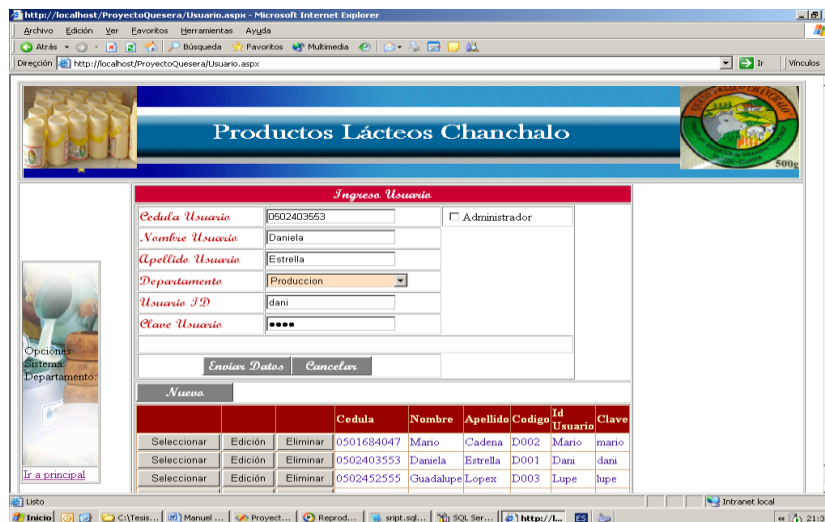 http://localhost/ProyectoQuesera/Usuario.aspx - Microsoft Internet Explorer
Archivo Edición Ver Favoritos Herramientas Ayuda
Atrás Búsqueda Favoritos Multimedia
Dirección http://localhost/ProyectoQuesera/Usuario.aspx Ir Vínculos
Productos Lácteos Chanchalo
500g
Ingreso Usuario
Cedula Usuario 0502403553 Administrador
Nombre Usuario Daniela
Apellido Usuario Estrella
Departamento Produccion
Usuario ID dani
Clave Usuario ●●●●
Enviar Datos Cancelar
Opciones
Sistema:
Departamento:
Ir a principal
Nuevo
Cedula Nombre Apellido Codigo Id Usuario Clave
Seleccionar Edición Eliminar 0501684047 Mario Cadena D002 Mario mario
Seleccionar Edición Eliminar 0502403553 Daniela Estrella D001 Dani dani
Seleccionar Edición Eliminar 0502452555 Guadalupe Lopex D003 Lupe lupe
Listo Intranet local
Inicio C:\Tesis... Manuel ... Proyect... Reprod... sript.sql... SQL Ser... http://l... ES « 21:3